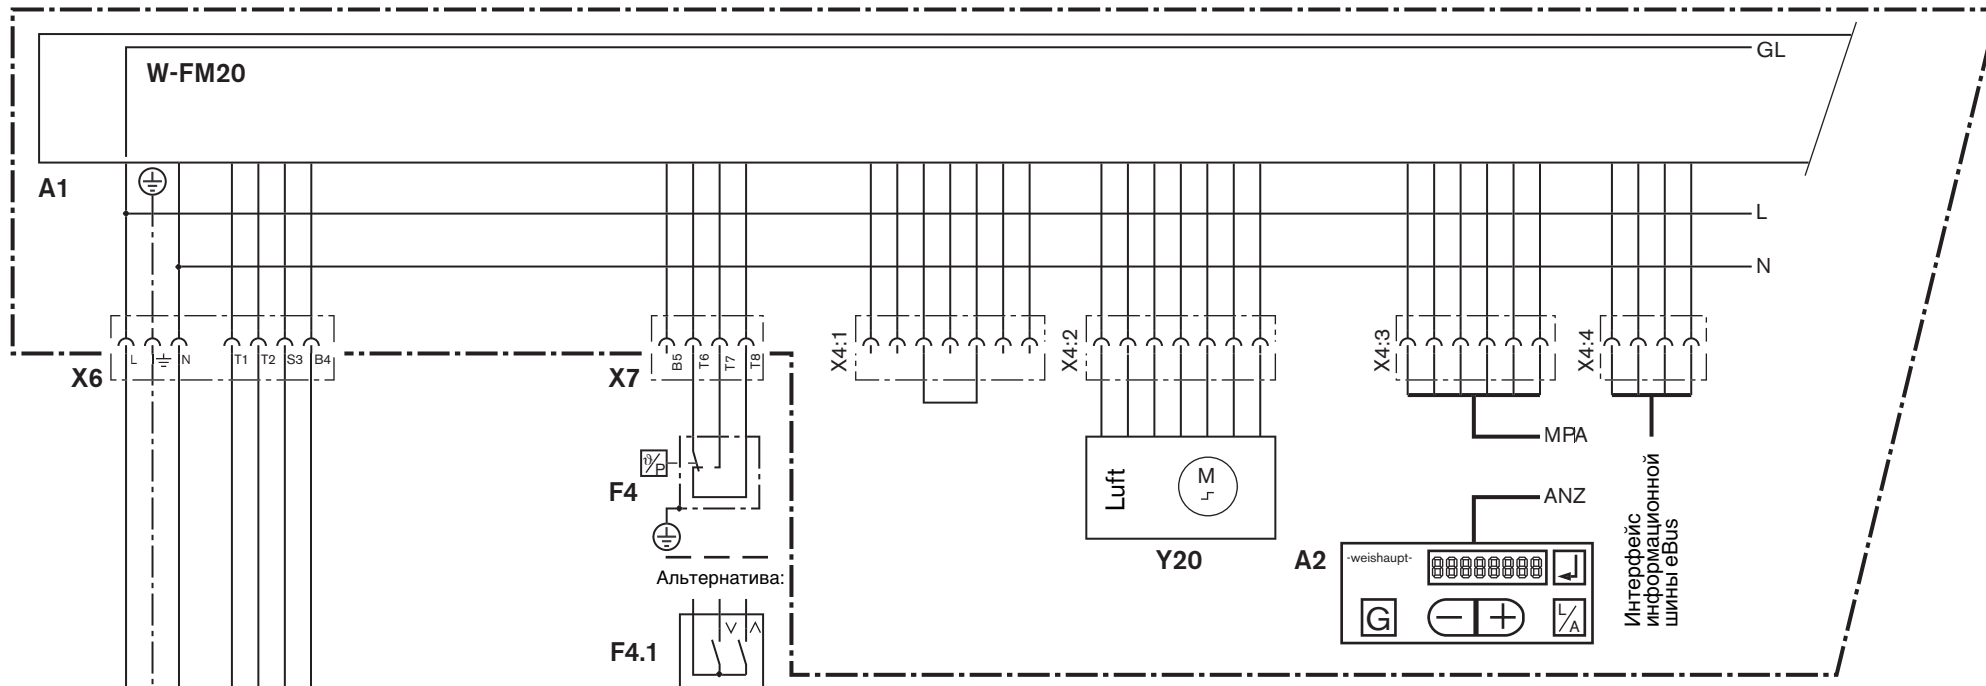 GL
W-FM20
A1
L
N
X6
L
N
T1
T2
S3
B4
X7
B5
T6
T7
T8
X4:1
X4:2
X4:3
X4:4
MPA
ϑ/P
F4
Luft
M
Y20
ANZ
A2
-weishaupt-
88888888
G
− +
L/A
Интерфейс
информационной
шины eBus
Альтернатива:
F4.1